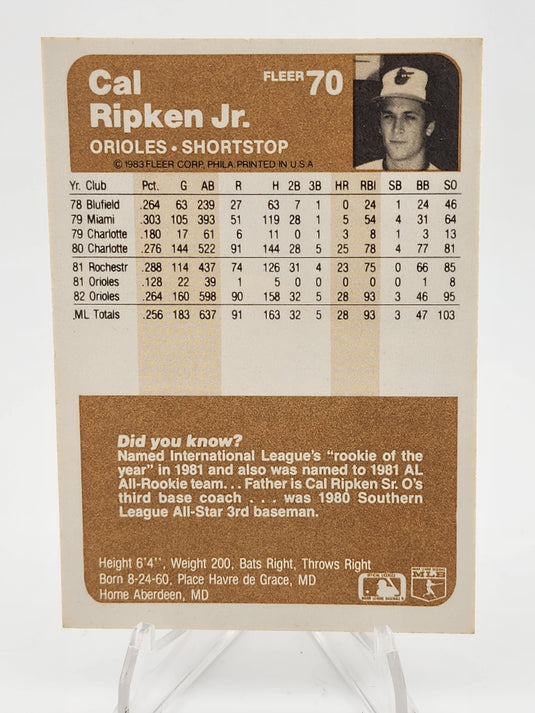 Cal
Ripken Jr.
FLEER 70
ORIOLES • SHORTSTOP
© 1983 FLEER CORP., PHILA. PRINTED IN U.S.A
Yr. Club Pct. G AB R H 2B 3B HR RBI SB BB SO
78 Blufield .264 63 239 27 63 7 1 0 24 1 24 46
79 Miami .303 105 393 51 119 28 1 5 54 4 31 64
79 Charlotte .180 17 61 6 11 0 1 3 8 1 3 13
80 Charlotte .276 144 522 91 144 28 5 25 78 4 77 81
81 Rochestr .288 114 437 74 126 31 4 23 75 0 66 85
81 Orioles .128 22 39 1 5 0 0 0 0 0 1 8
82 Orioles .264 160 598 90 158 32 5 28 93 3 46 95
ML Totals .256 183 637 91 163 32 5 28 93 3 47 103
Did you know?
Named International League's "rookie of the
year" in 1981 and also was named to 1981 AL
All-Rookie team... Father is Cal Ripken Sr. O's
third base coach . . . was 1980 Southern
League All-Star 3rd baseman.
Height 6'4'', Weight 200, Bats Right, Throws Right
Born 8-24-60, Place Havre de Grace, MD
Home Aberdeen, MD